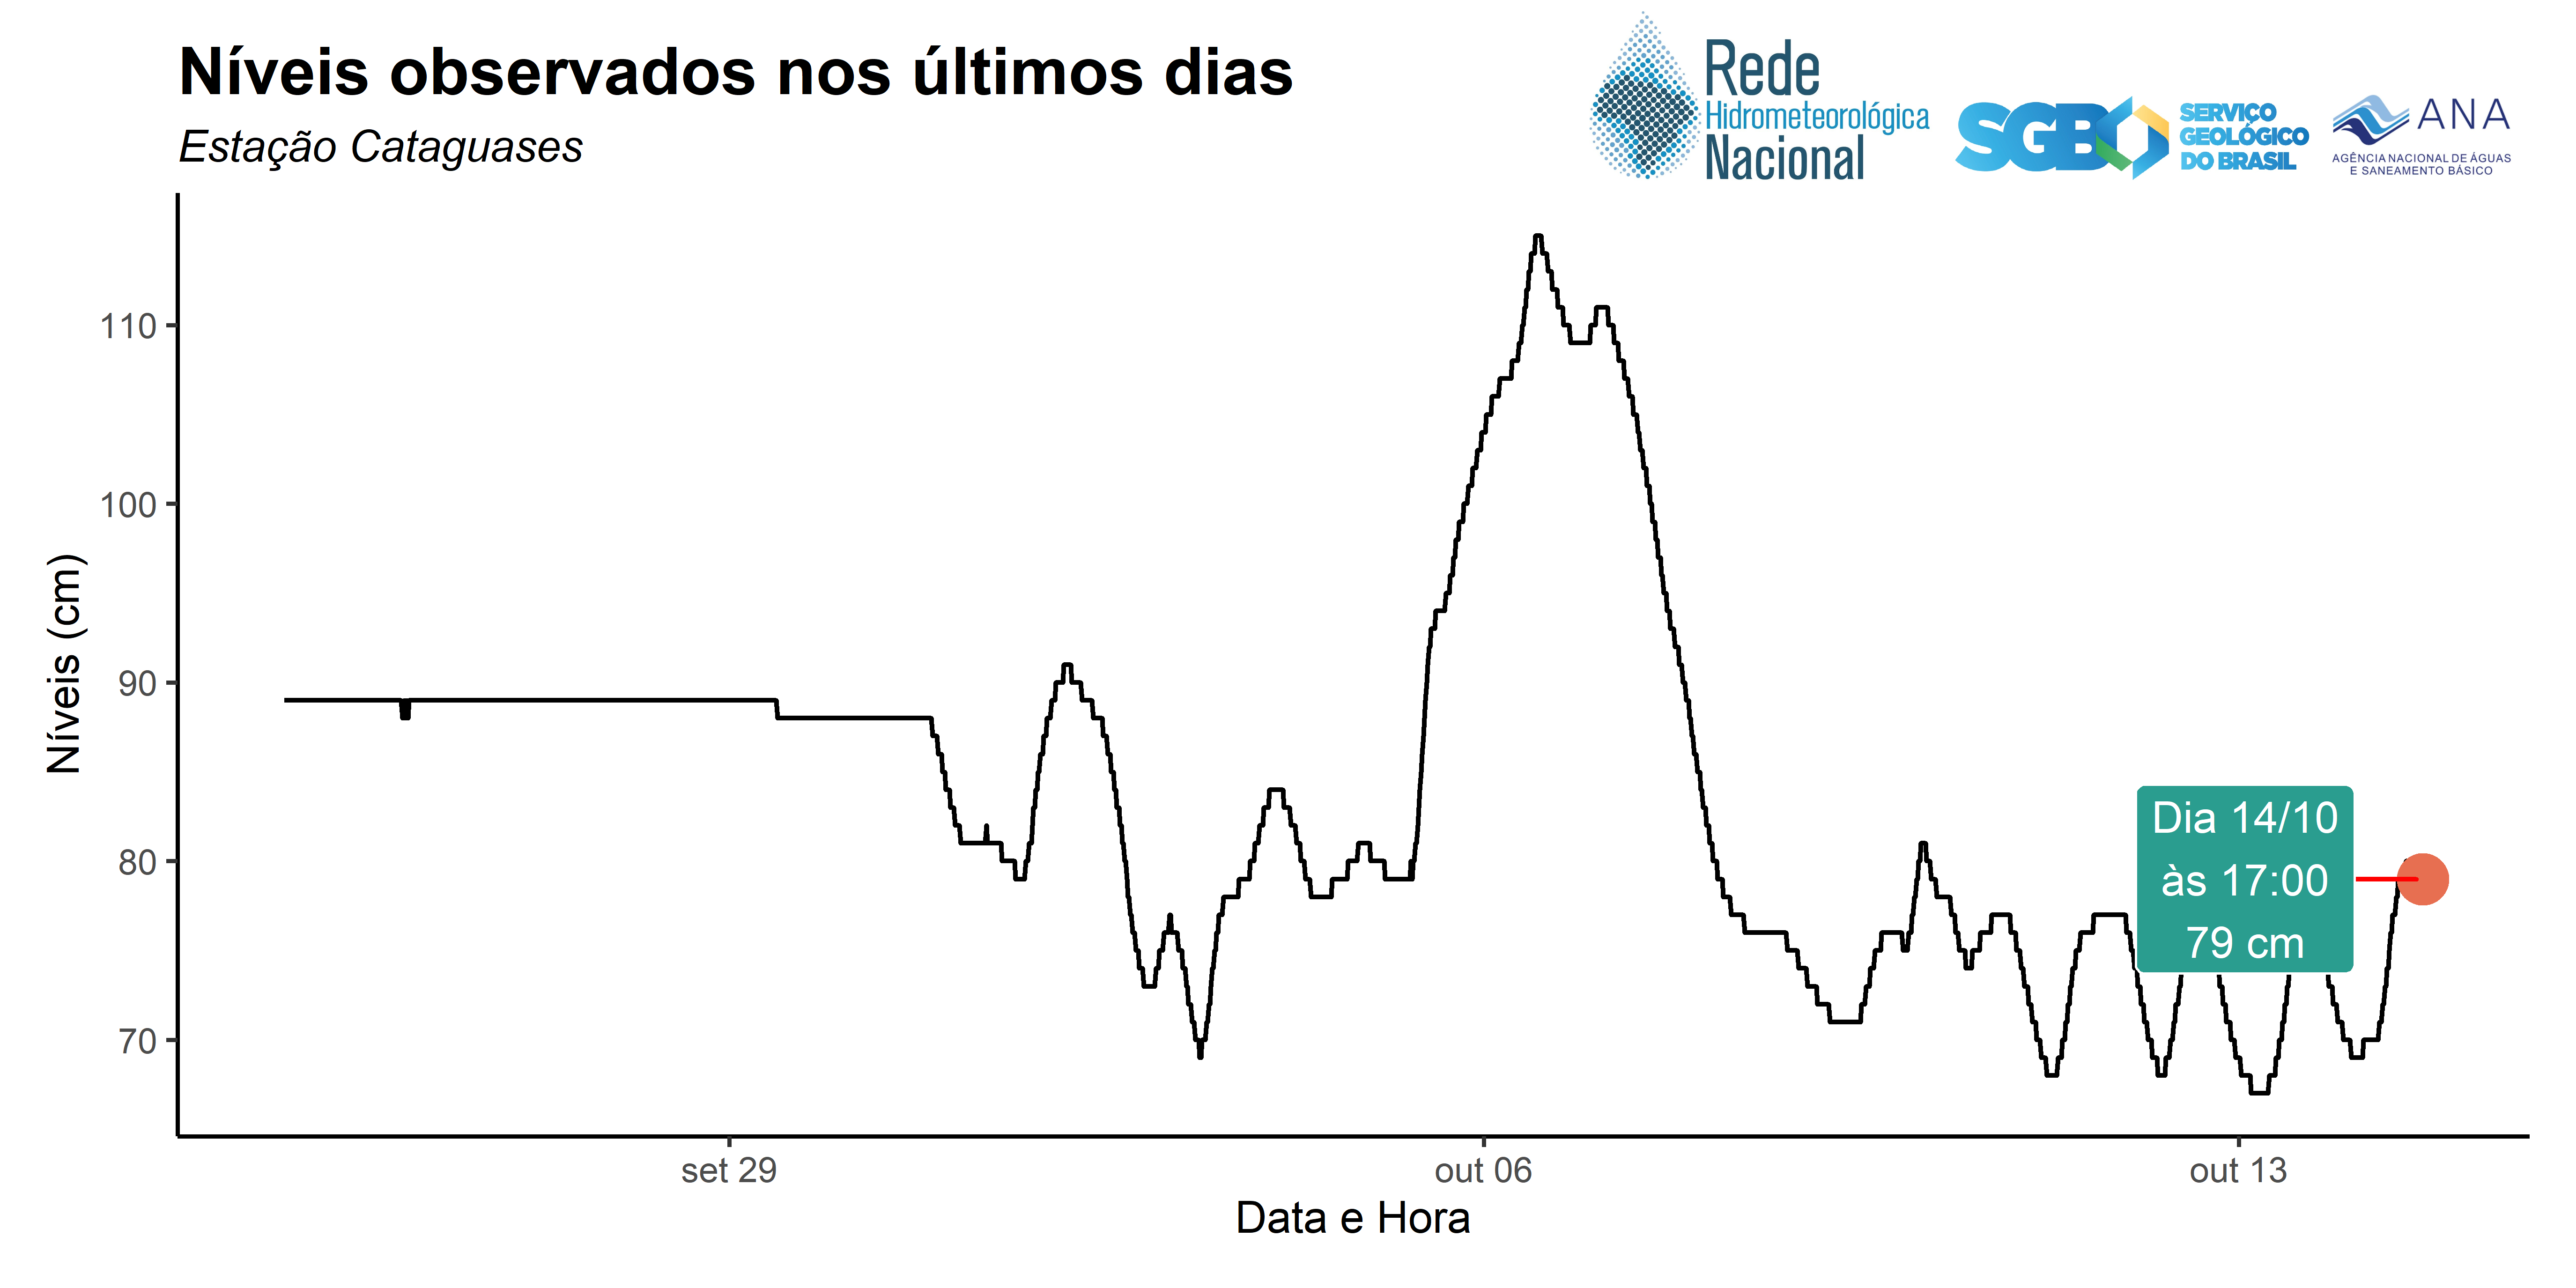 Níveis observados nos últimos dias
Estação Cataguases
Rede
Hidrometeorológica
Nacional
SGB
SERVIÇO
GEOLÓGICO
DO BRASIL
ANA
AGÊNCIA NACIONAL DE ÁGUAS
E SANEAMENTO BÁSICO
Níveis (cm)
110
100
90
80
70
Dia 14/10
às 17:00
79 cm
set 29
out 06
out 13
Data e Hora